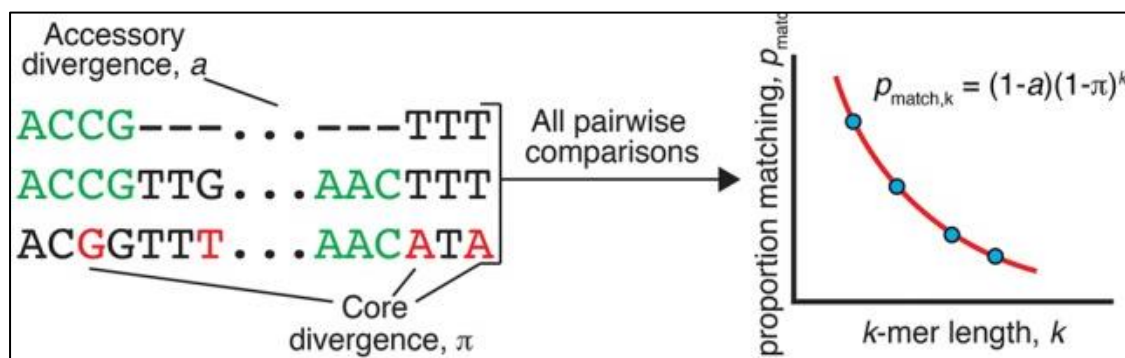 Accessory
divergence, a
ACCG---...---TTT
ACCGTTG...AACTTT
ACGGTTT...AACATA
Core
divergence, π
All pairwise
comparisons
proportion matching,
p_match,k = (1-a)(1-π)^k
k-mer length, k